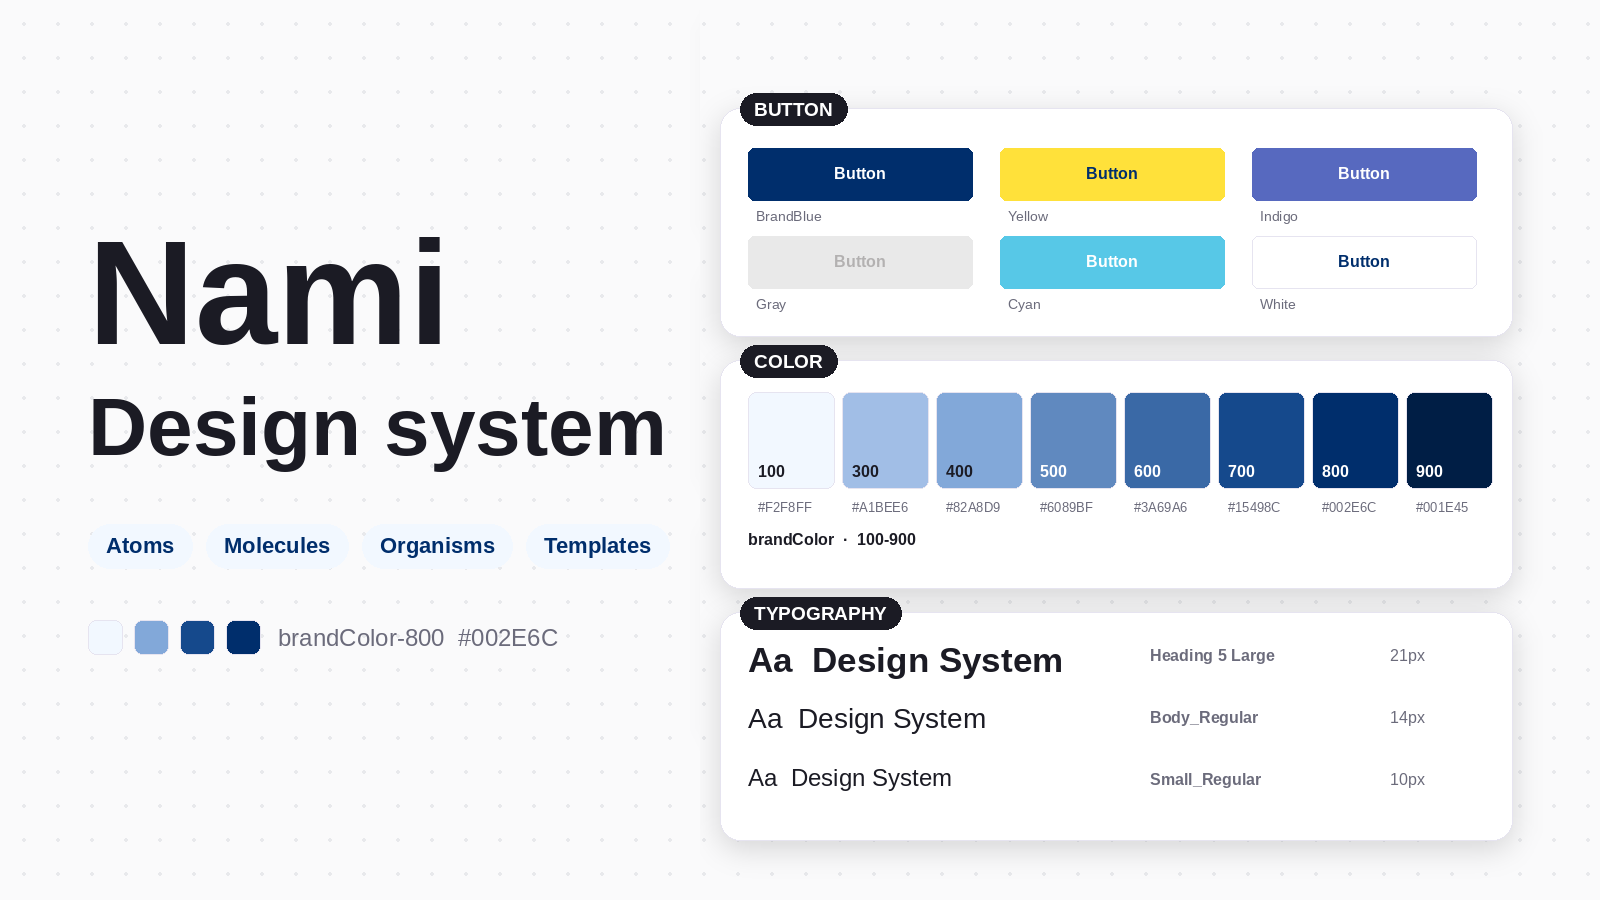 Nami
Design system
Atoms Molecules Organisms Templates
brandColor-800 #002E6C
BUTTON
Button Button Button
BrandBlue Yellow Indigo
Button Button Button
Gray Cyan White
COLOR
100 300 400 500 600 700 800 900
#F2F8FF #A1BEE6 #82A8D9 #6089BF #3A69A6 #15498C #002E6C #001E45
brandColor · 100-900
TYPOGRAPHY
Aa Design System Heading 5 Large 21px
Aa Design System Body_Regular 14px
Aa Design System Small_Regular 10px